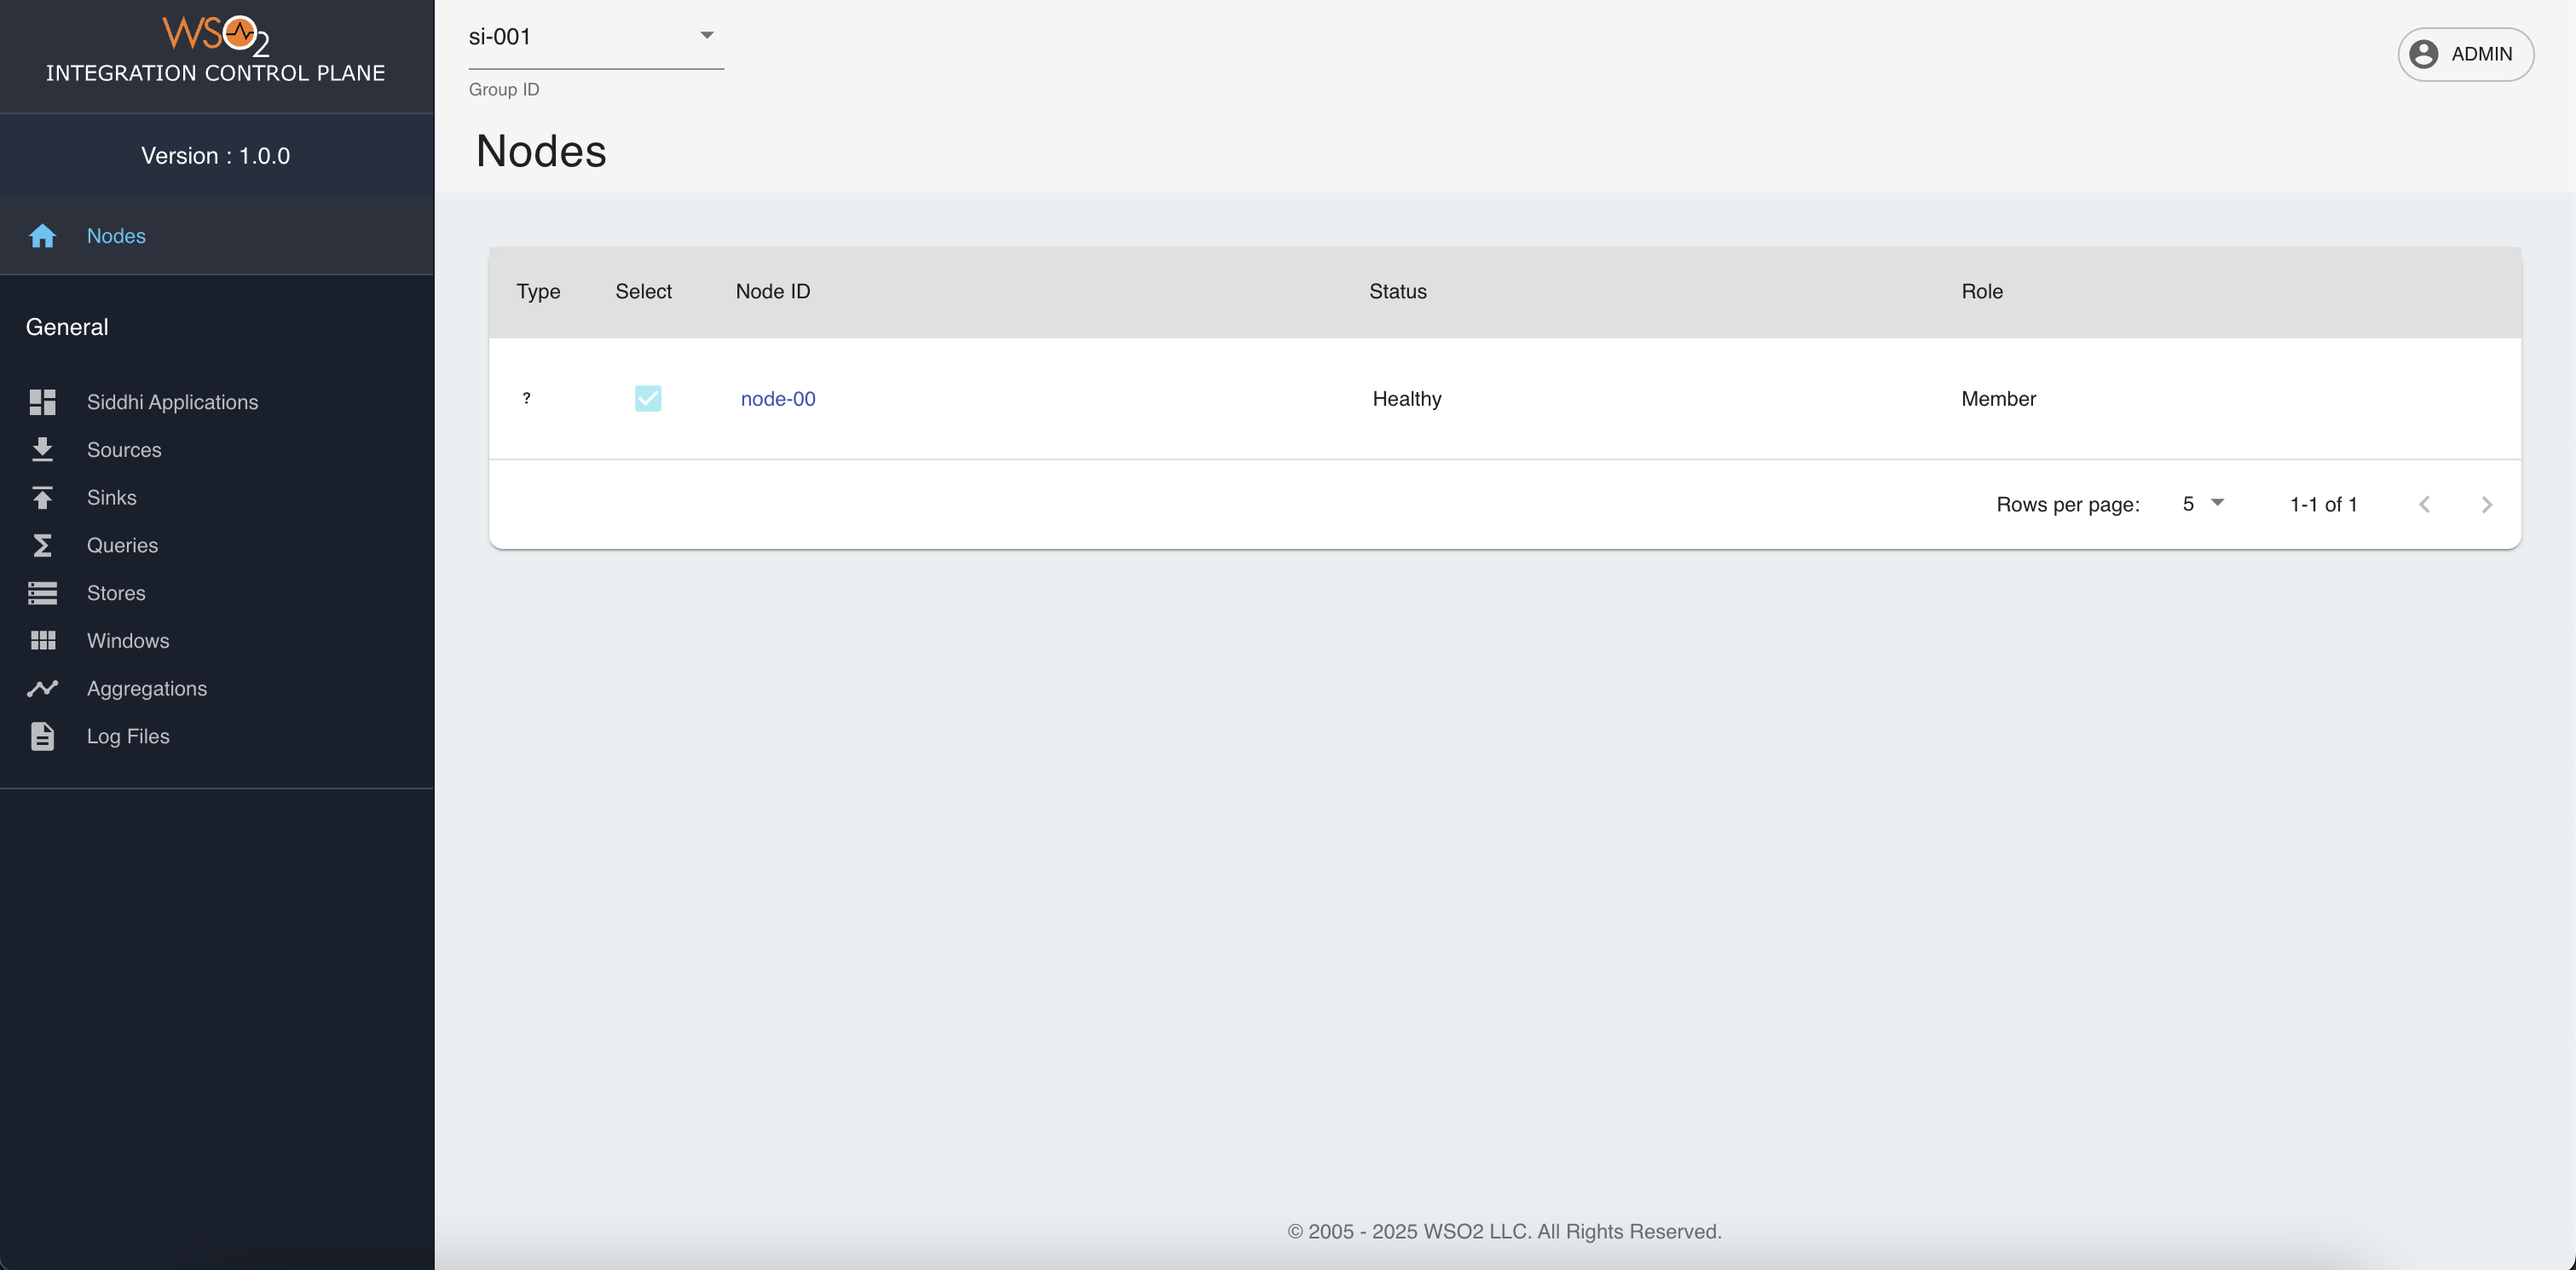 WSO2
INTEGRATION CONTROL PLANE
Version : 1.0.0
Nodes
General
Siddhi Applications
Sources
Sinks
Queries
Stores
Windows
Aggregations
Log Files
si-001
Group ID
ADMIN
Nodes
Type Select Node ID Status Role
? node-00 Healthy Member
Rows per page: 5 1-1 of 1
© 2005 - 2025 WSO2 LLC. All Rights Reserved.